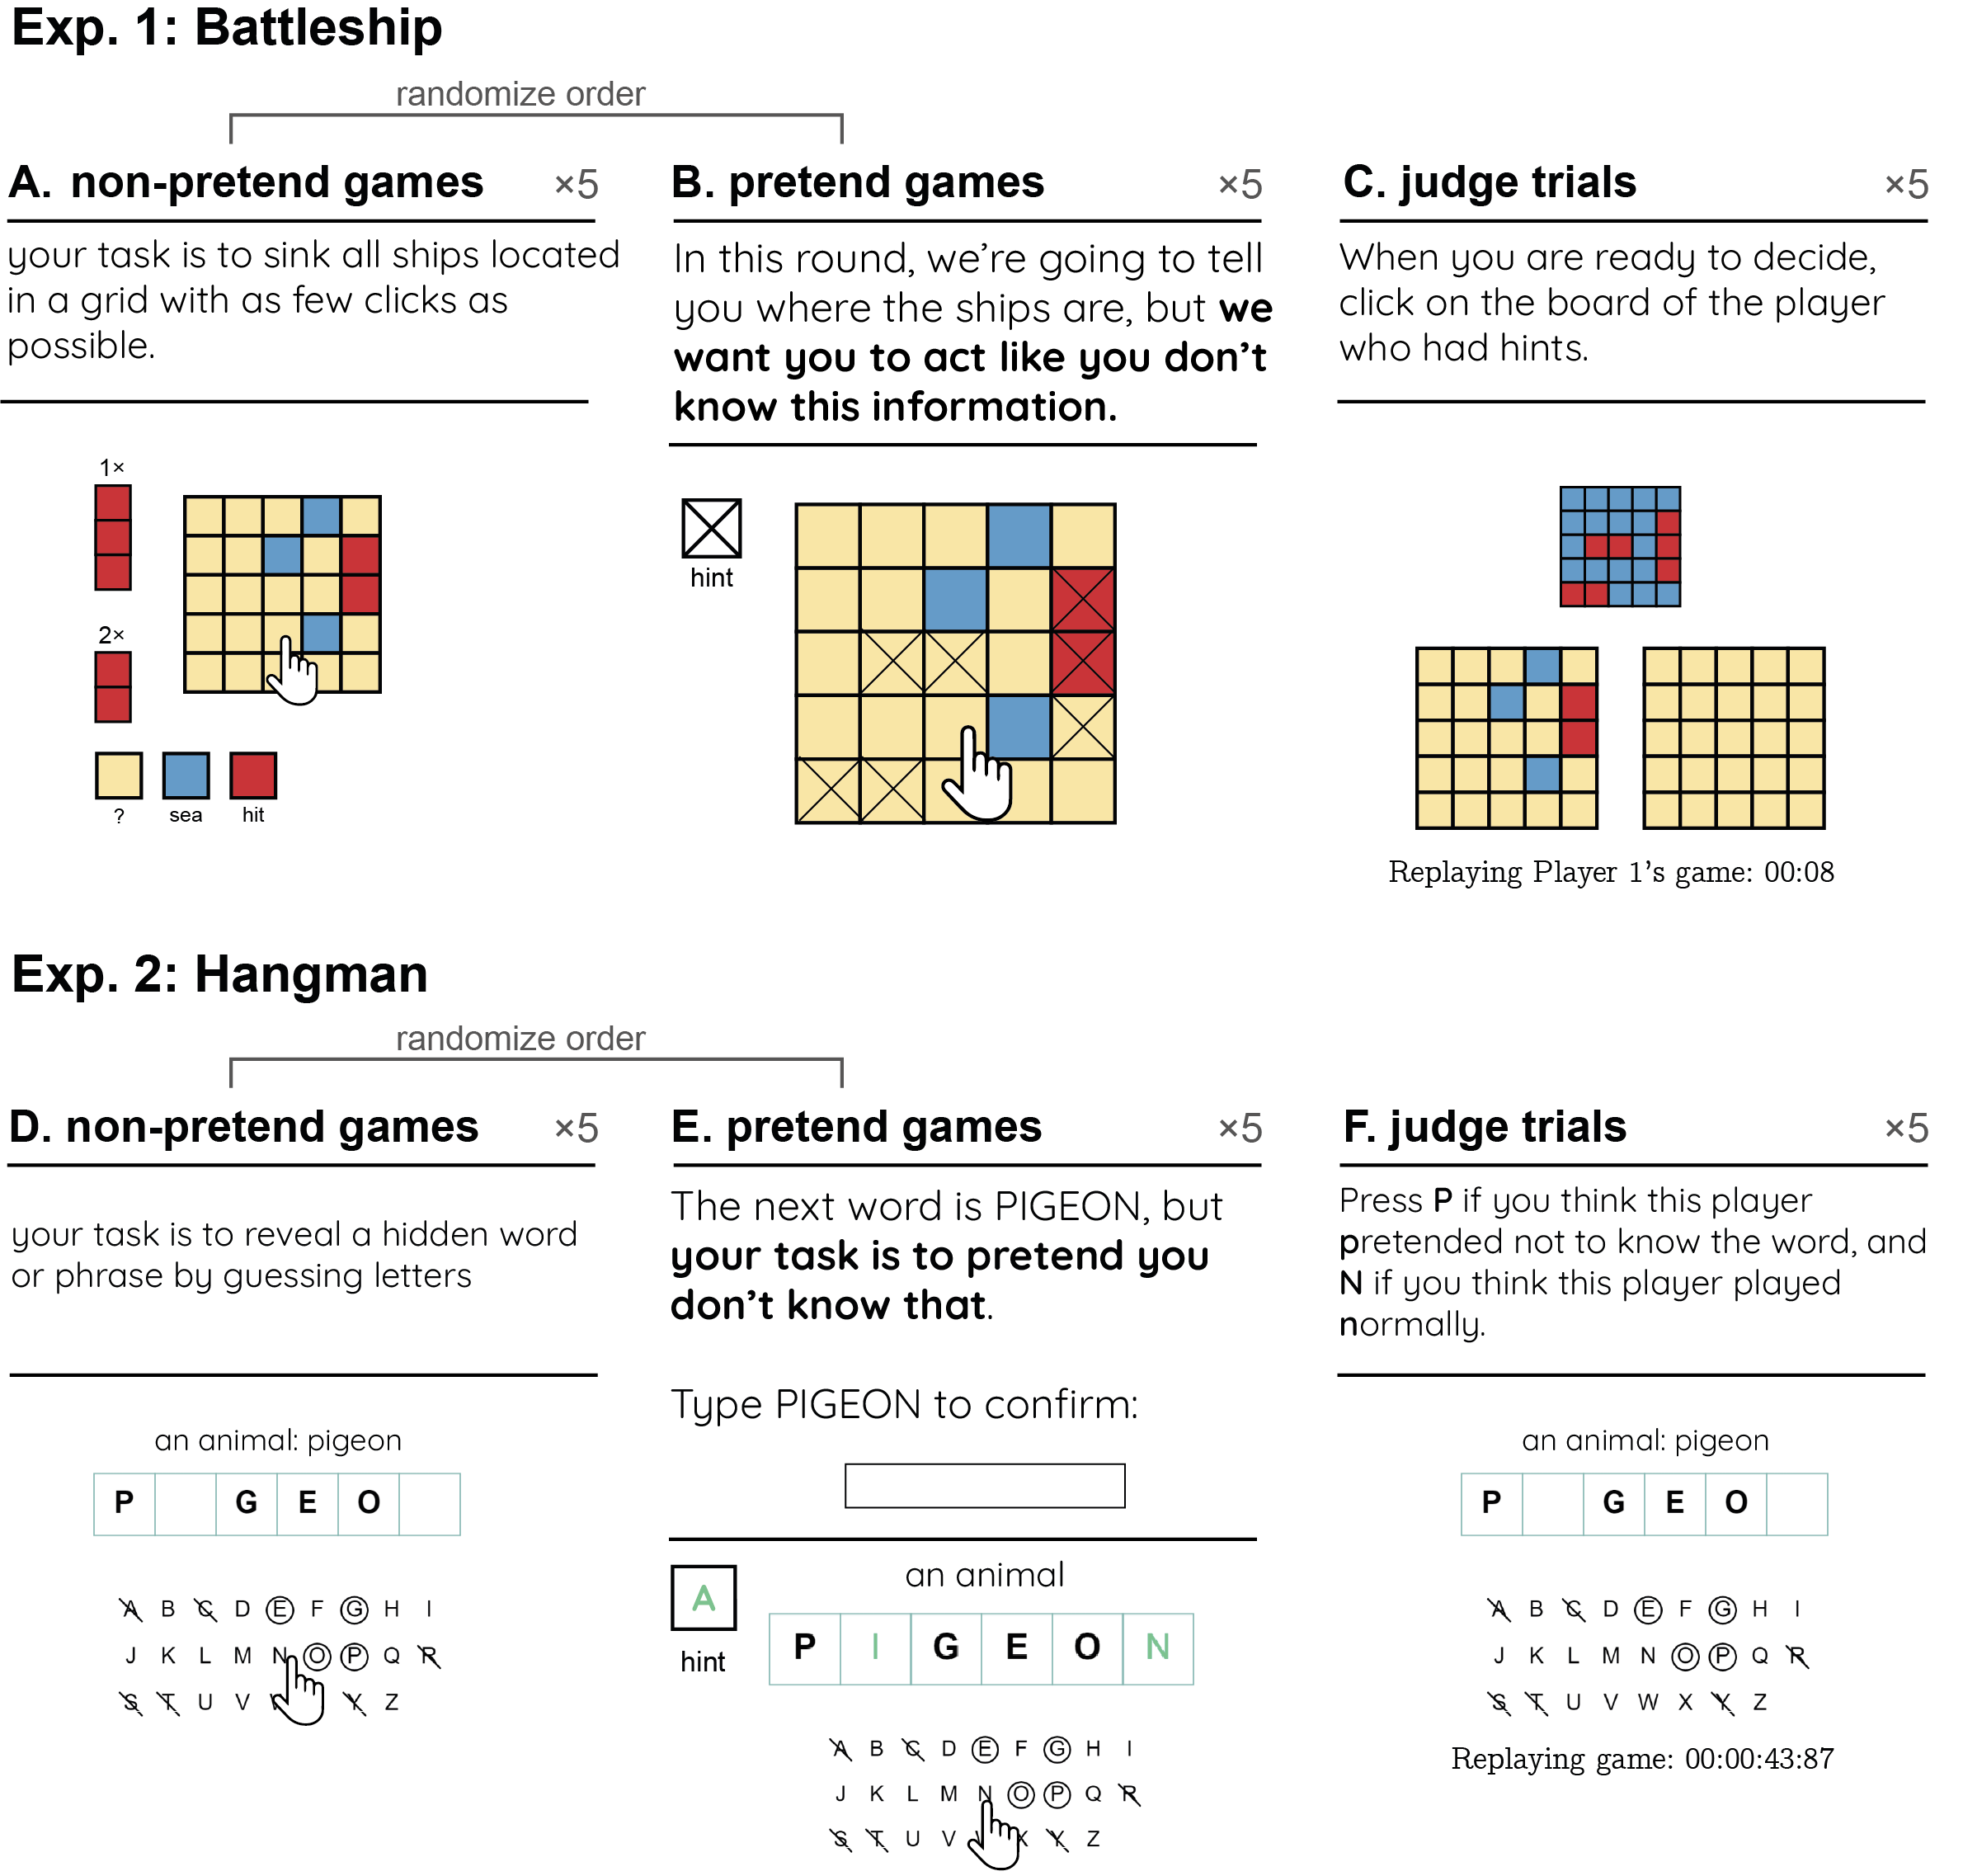 Exp. 1: Battleship
randomize order
A. non-pretend games ×5
your task is to sink all ships located
in a grid with as few clicks as
possible.
1×
2×
? sea hit
B. pretend games ×5
In this round, we’re going to tell
you where the ships are, but we
want you to act like you don’t
know this information.
hint
C. judge trials ×5
When you are ready to decide,
click on the board of the player
who had hints.
Replaying Player 1’s game: 00:08
Exp. 2: Hangman
randomize order
D. non-pretend games ×5
your task is to reveal a hidden word
or phrase by guessing letters
an animal: pigeon
P G E O
A B C D E F G H I
J K L M N O P Q R
S T U V Y Z
E. pretend games ×5
The next word is PIGEON, but
your task is to pretend you
don’t know that.
Type PIGEON to confirm:
A
hint
an animal
P I G E O N
A B C D E F G H I
J K L M N O P Q R
S T U V X Y Z
F. judge trials ×5
Press P if you think this player
pretended not to know the word, and
N if you think this player played
normally.
an animal: pigeon
P G E O
A B C D E F G H I
J K L M N O P Q R
S T U V W X Y Z
Replaying game: 00:00:43:87